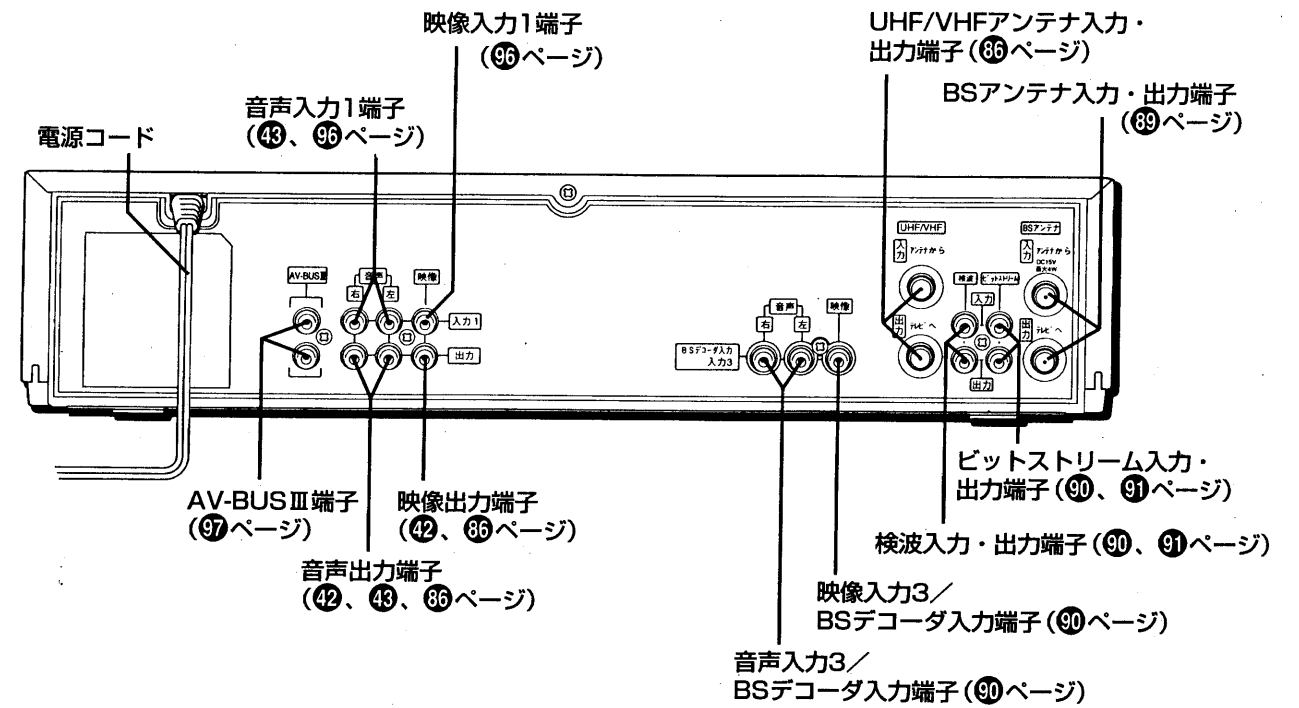 映像入力1端子
（96ページ）
UHF/VHFアンテナ入力・
出力端子（86ページ）
BSアンテナ入力・出力端子
（89ページ）
音声入力1端子
（43、96ページ）
電源コード
UHF/VHF
BSアンテナ
入力
アンテナから
入力
アンテナから
DC15V
最大4W
AV-BUSⅢ
音声
映像
右
左
検波
ビットストリーム
入力
入力1
出力
テレビへ
出力
テレビへ
音声
映像
右
左
出力
BSデコーダ入力
入力3
出力
ビットストリーム入力・
出力端子（90、91ページ）
AV-BUSⅢ端子
（97ページ）
映像出力端子
（42、86ページ）
検波入力・出力端子（90、91ページ）
音声出力端子
（42、43、86ページ）
映像入力3／
BSデコーダ入力端子（90ページ）
音声入力3／
BSデコーダ入力端子（90ページ）